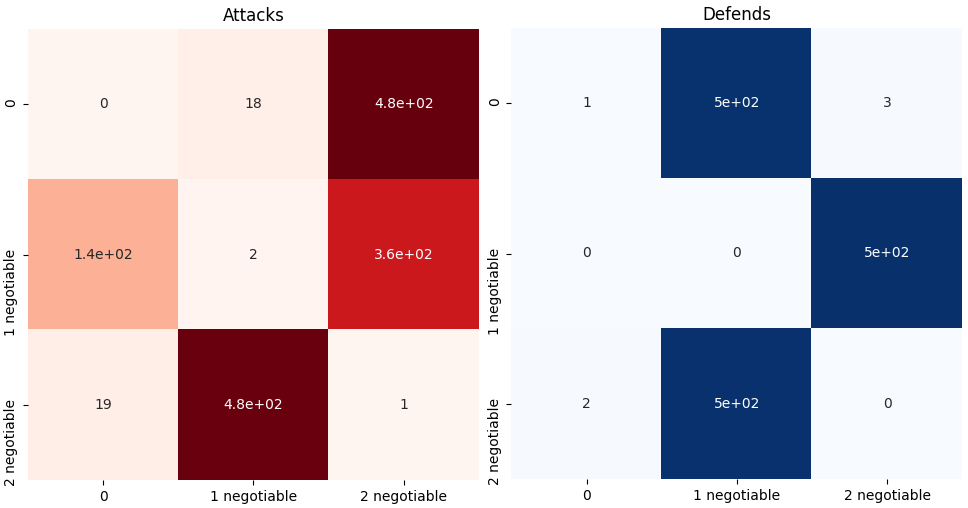 Attacks
0 0 18 4.8e+02
1 negotiable 1.4e+02 2 3.6e+02
2 negotiable 19 4.8e+02 1
0 1 negotiable 2 negotiable
Defends
0 1 5e+02 3
1 negotiable 0 0 5e+02
2 negotiable 2 5e+02 0
0 1 negotiable 2 negotiable